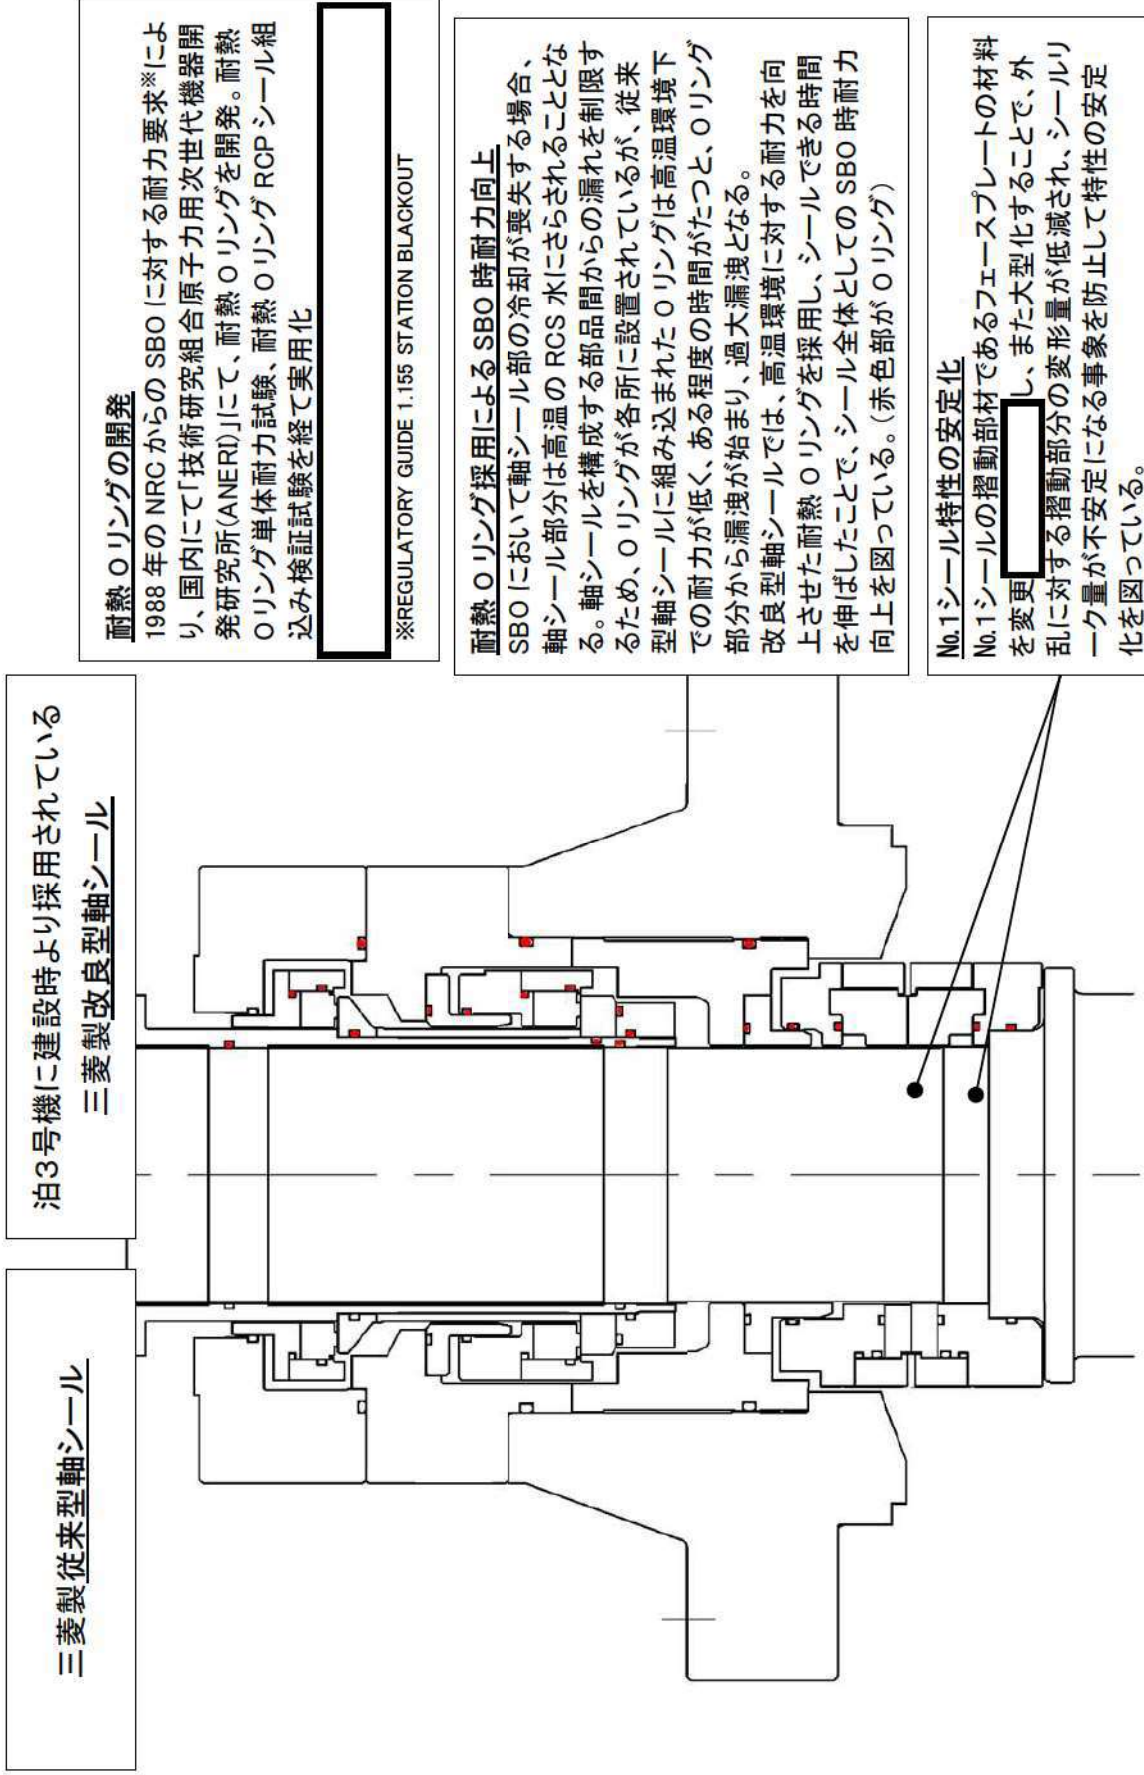 三菱製従来型軸シール
泊3号機に建設時より採用されている
三菱製改良型軸シール
耐熱Oリングの開発
1988年のNRCからのSBOに対する耐力要求※によ
り、国内にて「技術研究組合原子力用次世代機器開
発研究所(ANERI)」にて、耐熱Oリングを開発。耐熱
Oリング単体耐力試験、耐熱OリングRCPシール組
込み検証試験を経て実用化
※REGULATORY GUIDE 1.155 STATION BLACKOUT
耐熱Oリング採用によるSBO時耐力向上
SBOにおいて軸シール部の冷却が喪失する場合、
軸シール部分は高温のRCS水にさらされることとな
る。軸シールを構成する部品間からの漏れを制限す
るため、Oリングが各所に設置されているが、従来
型軸シールに組み込まれたOリングは高温環境下
での耐力が低く、ある程度の時間がたつと、Oリング
部分から漏洩が始まり、過大漏洩となる。
改良型軸シールでは、高温環境に対する耐力を向
上させた耐熱Oリングを採用し、シールできる時間
を伸ばしたことで、シール全体としてのSBO時耐力
向上を図っている。(赤色部がOリング)
No.1シール特性の安定化
No.1シールの摺動部材であるフェースプレートの材料
を変更し、また大型化することで、外
乱に対する摺動部分の変形量が低減され、シールリ
ーク量が不安定になる事象を防止して特性の安定
化を図っている。